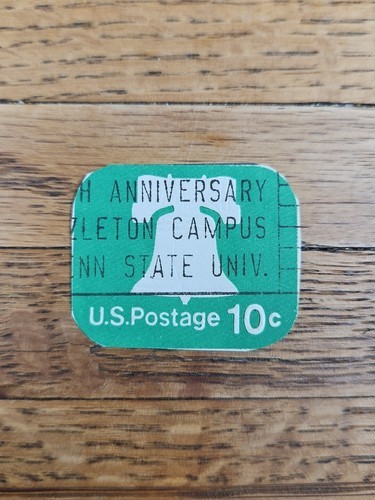 H ANNIVERSARY
ZLETON CAMPUS
NN STATE UNIV.
U.S.Postage 10c